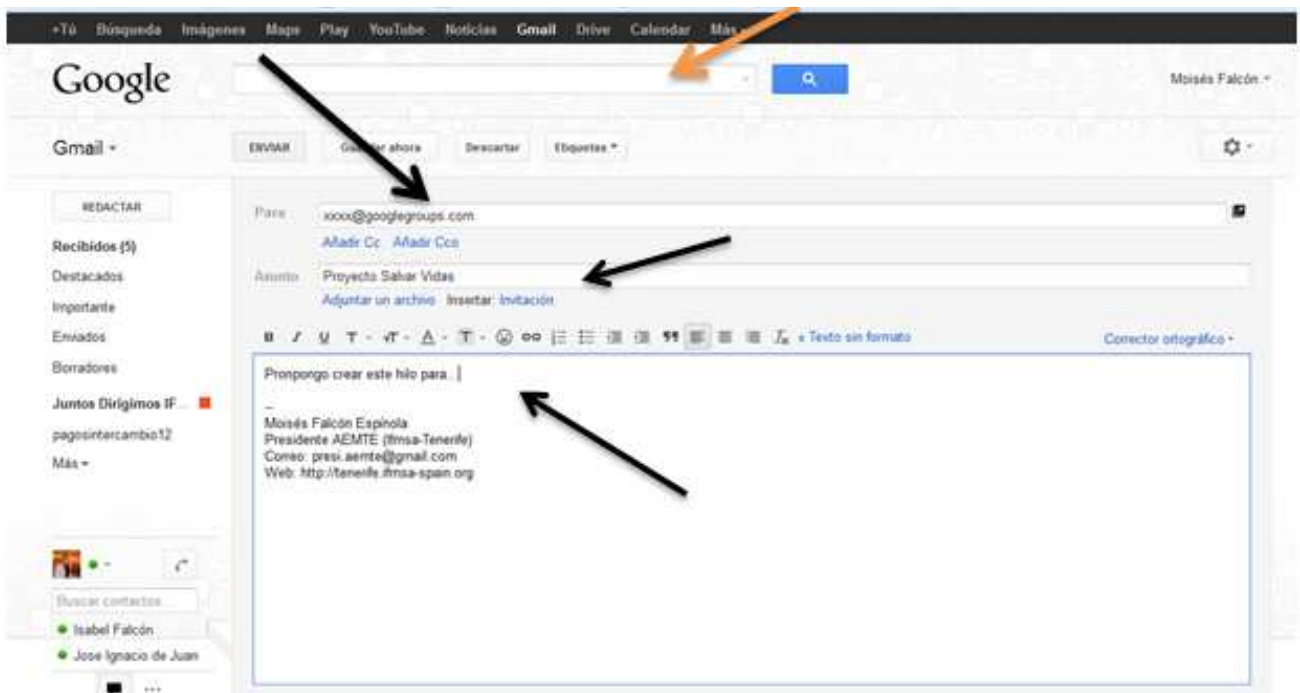 +Tú Búsqueda Imágenes Maps Play YouTube Noticias Gmail Drive Calendar Más
Google
Moisés Falcón
Gmail
ENVIAR Guardar ahora Descartar Etiquetas
REDACTAR
Para xxxx@googlegroups.com
Recibidos (5)
Añadir Cc Añadir Cco
Destacados
Asunto Proyecto Salvar Vidas
Importante
Adjuntar un archivo Insertar: Invitación
Enviados
B I U T T A T « Texto sin formato Corrector ortográfico
Borradores
Pronpongo crear este hilo para...
Juntos Dirigimos IF...
--
Moisés Falcón Espínola
pagosintercambio12
Presidente AEMTE (Ifmsa-Tenerife)
Correo: presi.aemte@gmail.com
Más
Web: http://tenerife.ifmsa-spain.org
Buscar contactos...
Isabel Falcón
Jose Ignacio de Juan